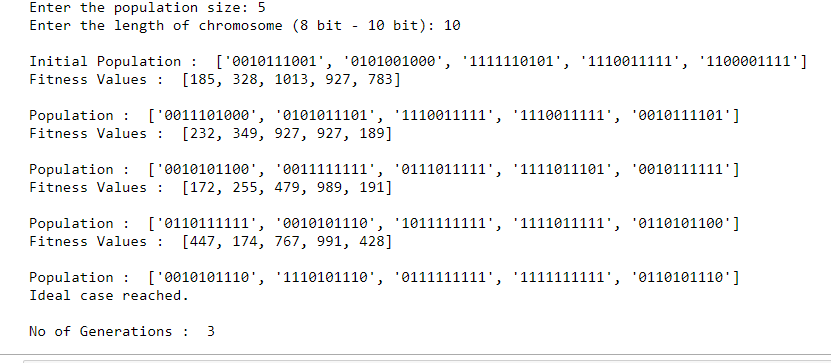 Enter the population size: 5
Enter the length of chromosome (8 bit - 10 bit): 10
Initial Population :  ['0010111001', '0101001000', '1111110101', '1110011111', '1100001111']
Fitness Values :  [185, 328, 1013, 927, 783]
Population :  ['0011101000', '0101011101', '1110011111', '1110011111', '0010111101']
Fitness Values :  [232, 349, 927, 927, 189]
Population :  ['0010101100', '0011111111', '0111011111', '1111011101', '0010111111']
Fitness Values :  [172, 255, 479, 989, 191]
Population :  ['0110111111', '0010101110', '1011111111', '1111011111', '0110101100']
Fitness Values :  [447, 174, 767, 991, 428]
Population :  ['0010101110', '1110101110', '0111111111', '1111111111', '0110101110']
Ideal case reached.
No of Generations :  3